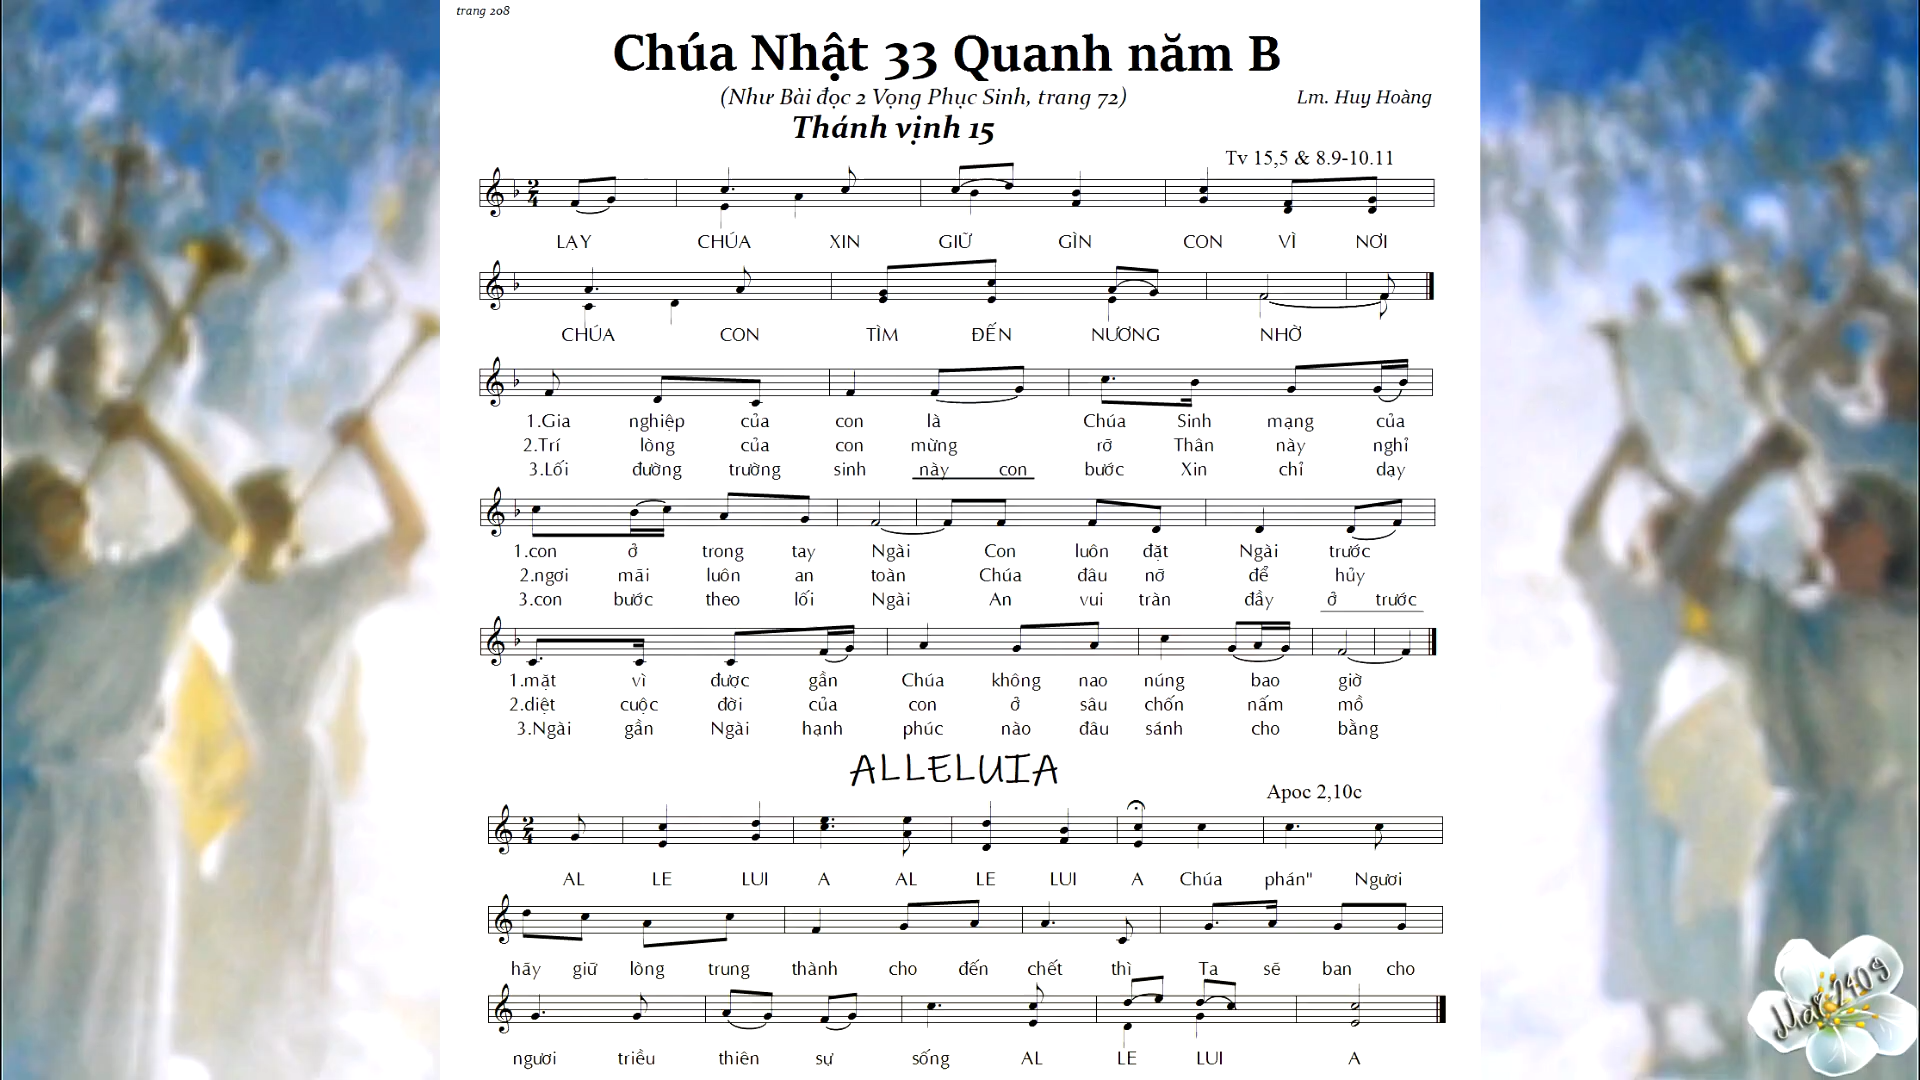 trang 208
Chúa Nhật 33 Quanh năm B
(Như Bài đọc 2 Vọng Phục Sinh, trang 72)
Lm. Huy Hoàng
Thánh vịnh 15
Tv 15,5 & 8.9-10.11
LẠY CHÚA XIN GIỮ GÌN CON VÌ NƠI
CHÚA CON TÌM ĐẾN NƯƠNG NHỜ
1.Gia nghiệp của con là Chúa Sinh mạng của
2.Trí lòng của con mừng rỡ Thân này nghỉ
3.Lối đường trường sinh này con bước Xin chỉ dạy
1.con ở trong tay Ngài Con luôn đặt Ngài trước
2.ngơi mãi luôn an toàn Chúa đâu nỡ để hủy
3.con bước theo lối Ngài An vui tràn đầy ở trước
1.mặt vì được gần Chúa không nao núng bao giờ
2.diệt cuộc đời của con ở sâu chốn nấm mồ
3.Ngài gần Ngài hạnh phúc nào đâu sánh cho bằng
ALLELUIA
Apoc 2,10c
AL LE LUI A AL LE LUI A Chúa phán" Ngươi
hãy giữ lòng trung thành cho đến chết thì Ta sẽ ban cho
ngươi triều thiên sự sống AL LE LUI A
Mai2409